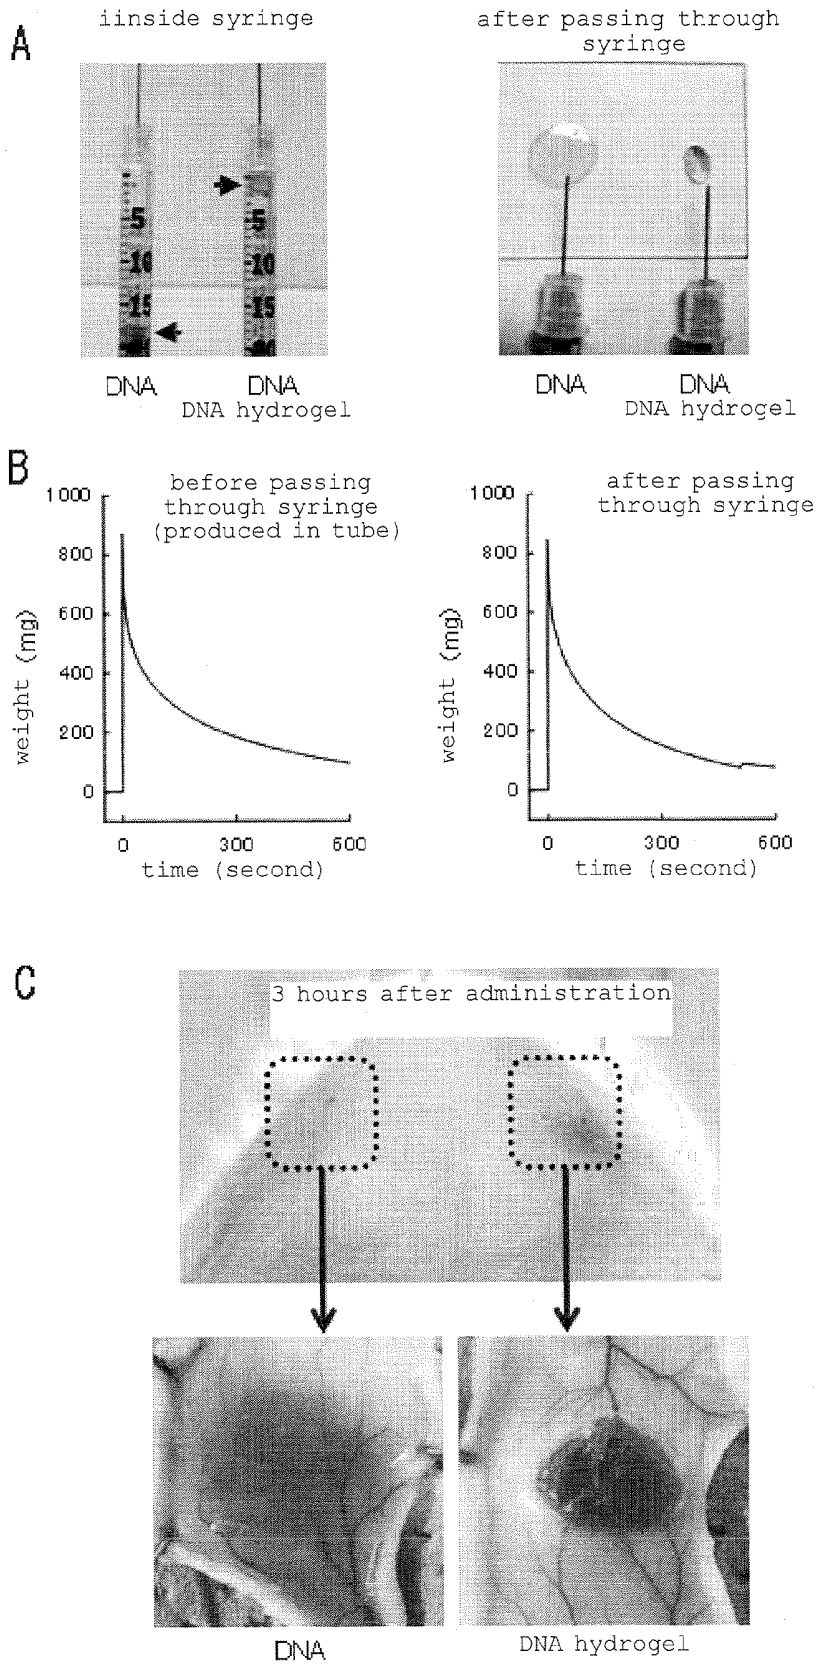 A
iinside syringe
after passing through
syringe
5
10
15
5
10
15
DNA
DNA
DNA hydrogel
DNA
DNA
DNA hydrogel
B
before passing
through syringe
(produced in tube)
after passing
through syringe
1000
800
600
400
200
0
weight (mg)
0
300
600
time (second)
1000
800
600
400
200
0
weight (mg)
0
300
600
time (second)
C
3 hours after administration
DNA
DNA hydrogel